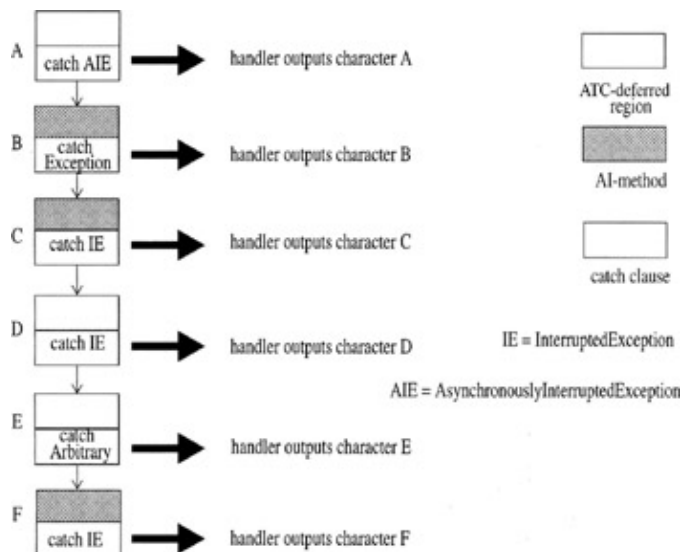 A
catch AIE
handler outputs character A
B
catch
Exception
handler outputs character B
C
catch IE
handler outputs character C
D
catch IE
handler outputs character D
E
catch
Arbitrary
handler outputs character E
F
catch IE
handler outputs character F
ATC-deferred
region
AI-method
catch clause
IE = InterruptedException
AIE = AsynchronouslyInterruptedException